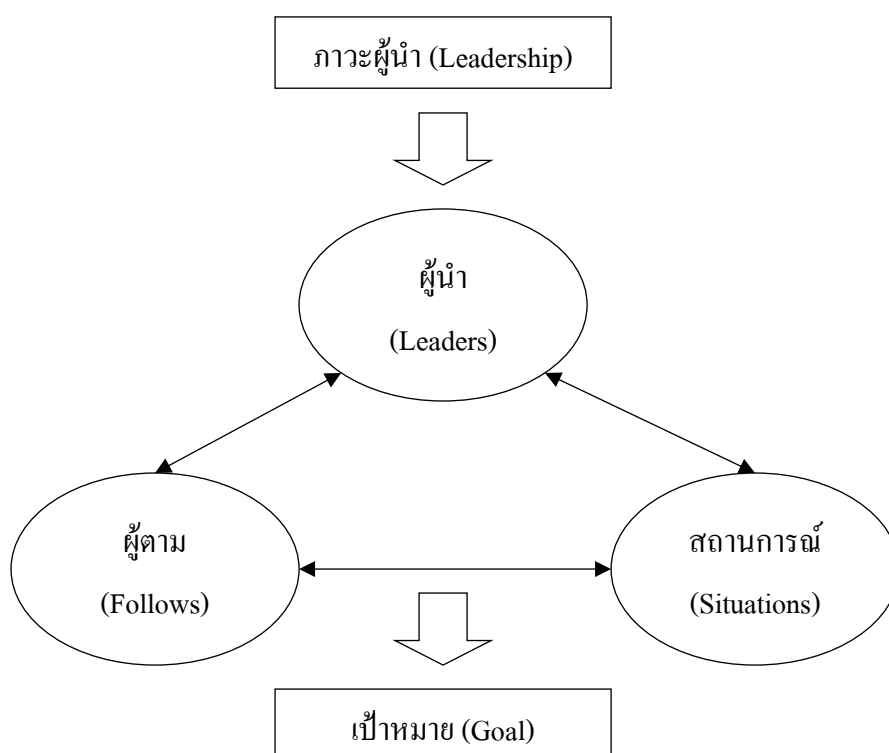 ภาวะผู้นำ (Leadership)
ผู้นำ
(Leaders)
ผู้ตาม
(Follows)
สถานการณ์
(Situations)
เป้าหมาย (Goal)